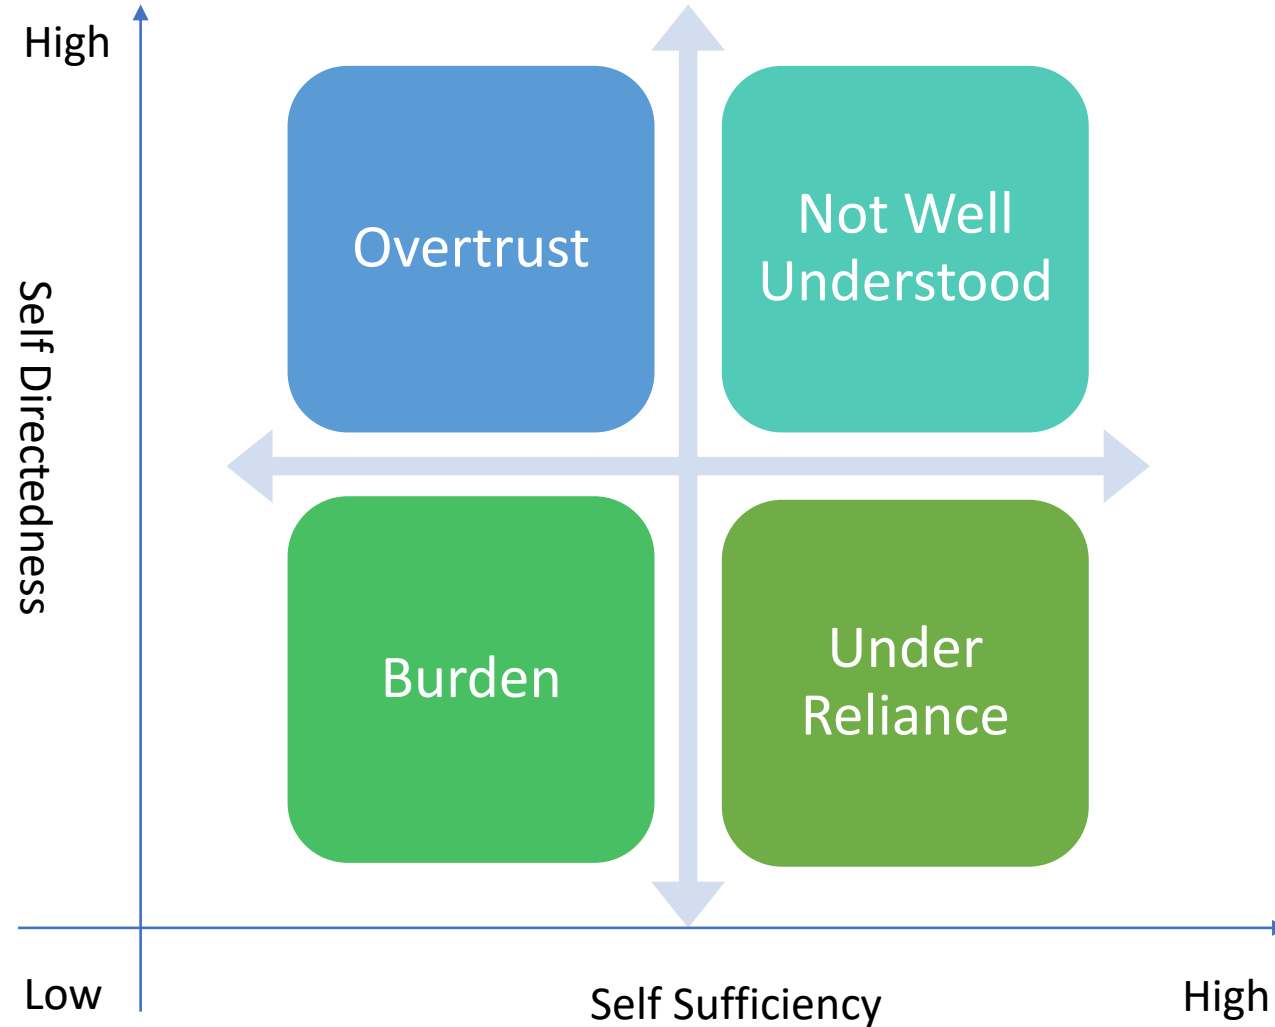 High
Overtrust
Not Well
Understood
Self Directedness
Burden
Under
Reliance
Low
Self Sufficiency
High